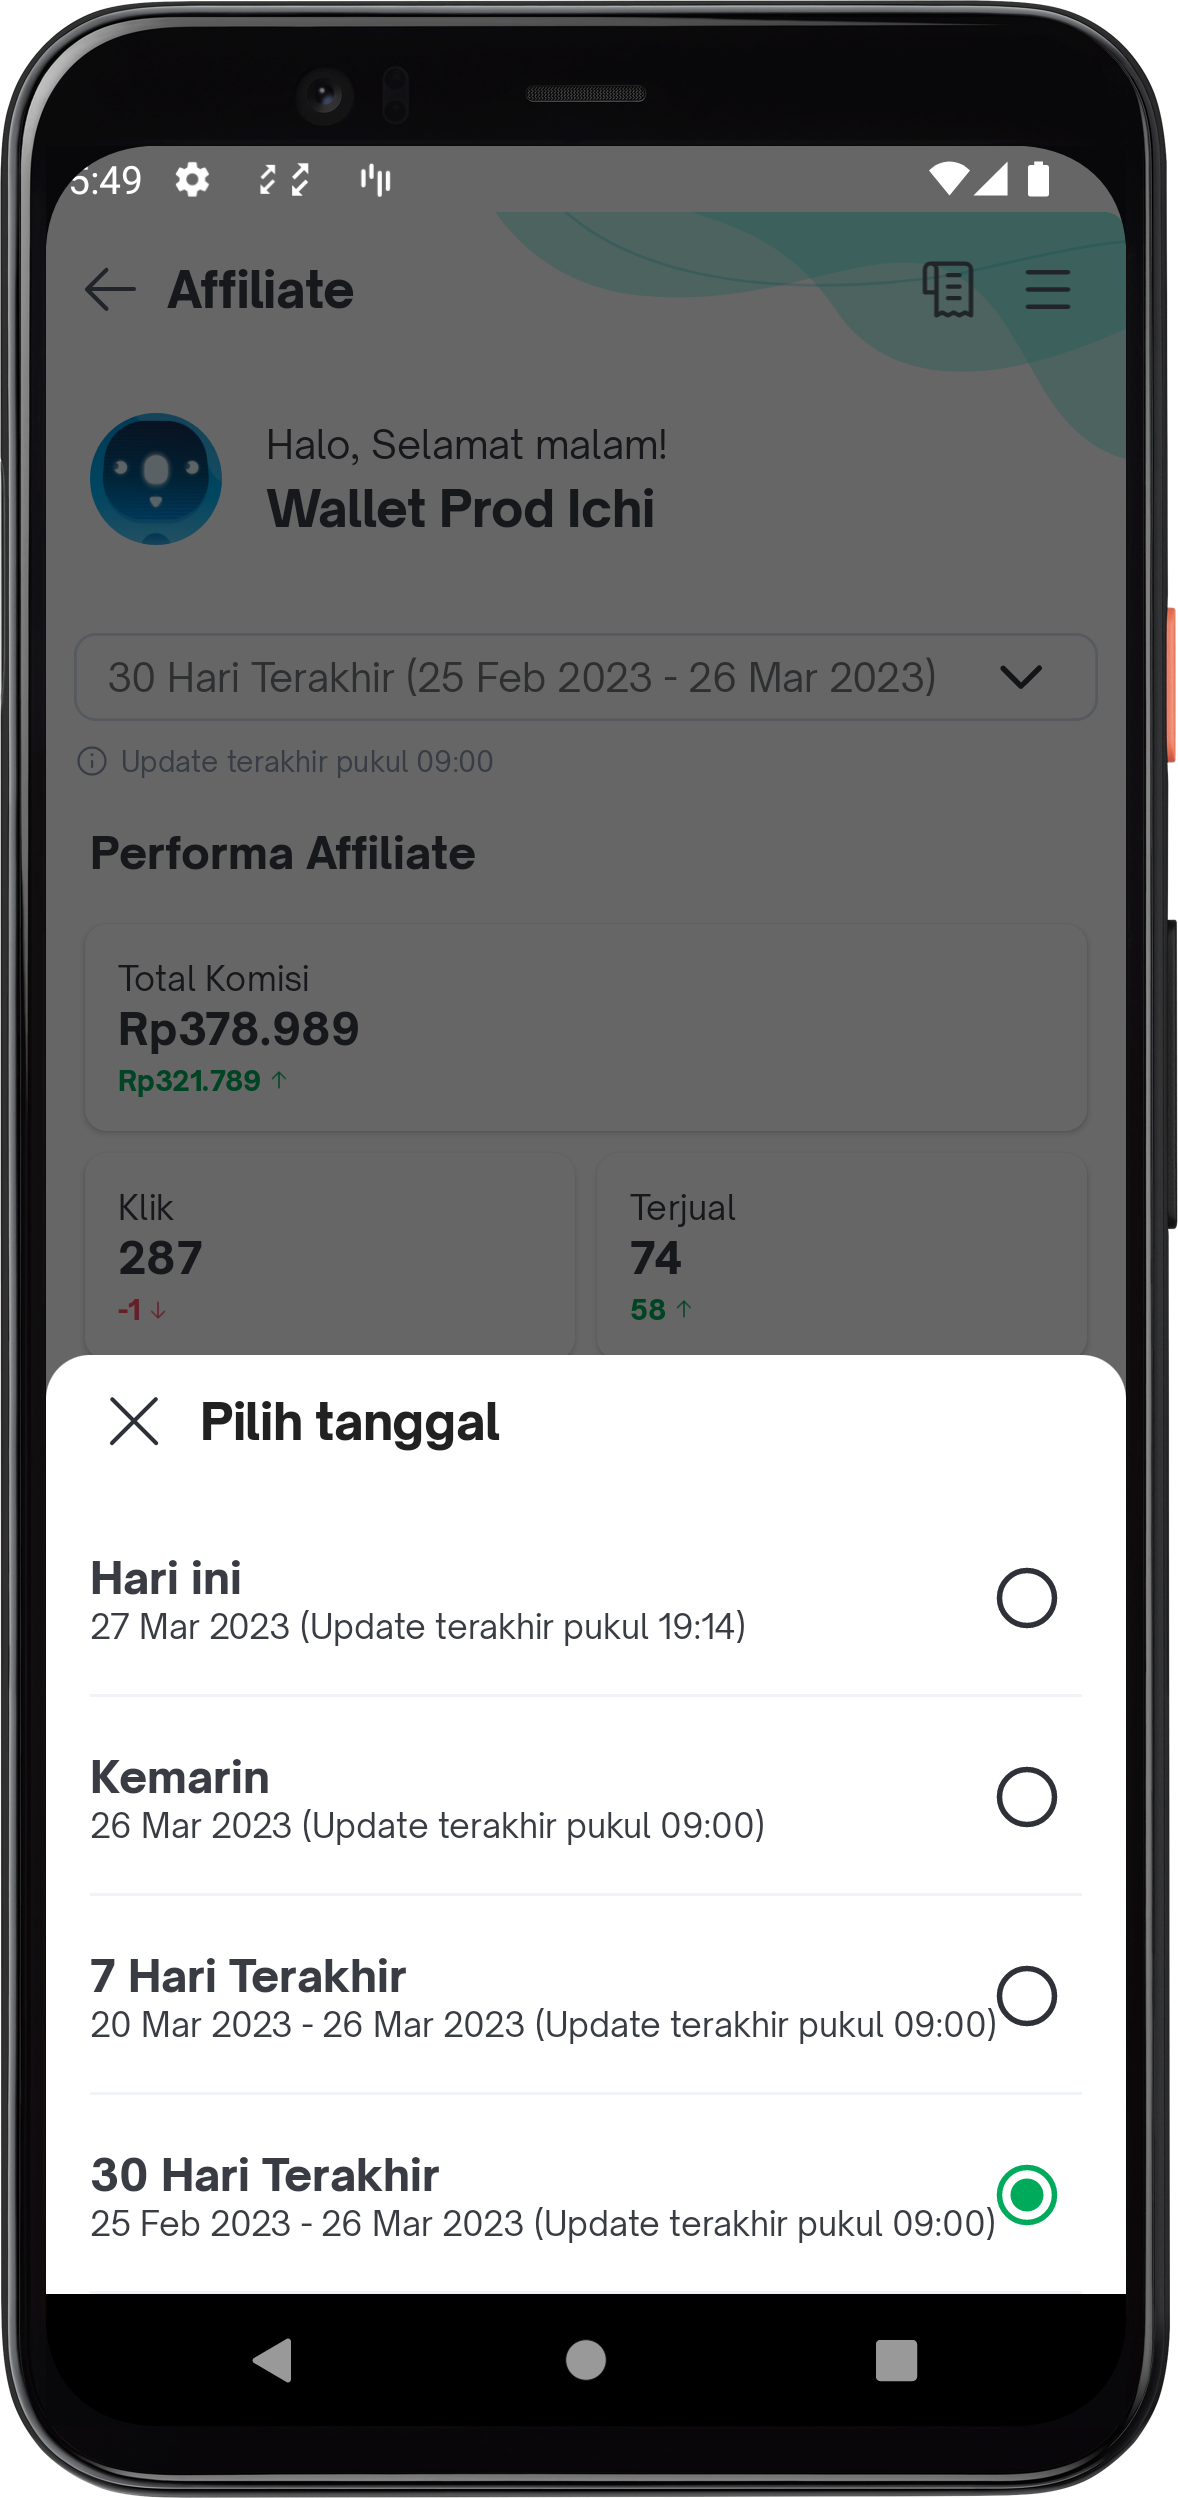 5:49
Affiliate
Halo, Selamat malam!
Wallet Prod Ichi
30 Hari Terakhir (25 Feb 2023 - 26 Mar 2023)
Update terakhir pukul 09:00
Performa Affiliate
Total Komisi
Rp378.989
Rp321.789 ↑
Klik
287
-1 ↓
Terjual
74
58 ↑
Pilih tanggal
Hari ini
27 Mar 2023 (Update terakhir pukul 19:14)
Kemarin
26 Mar 2023 (Update terakhir pukul 09:00)
7 Hari Terakhir
20 Mar 2023 - 26 Mar 2023 (Update terakhir pukul 09:00)
30 Hari Terakhir
25 Feb 2023 - 26 Mar 2023 (Update terakhir pukul 09:00)